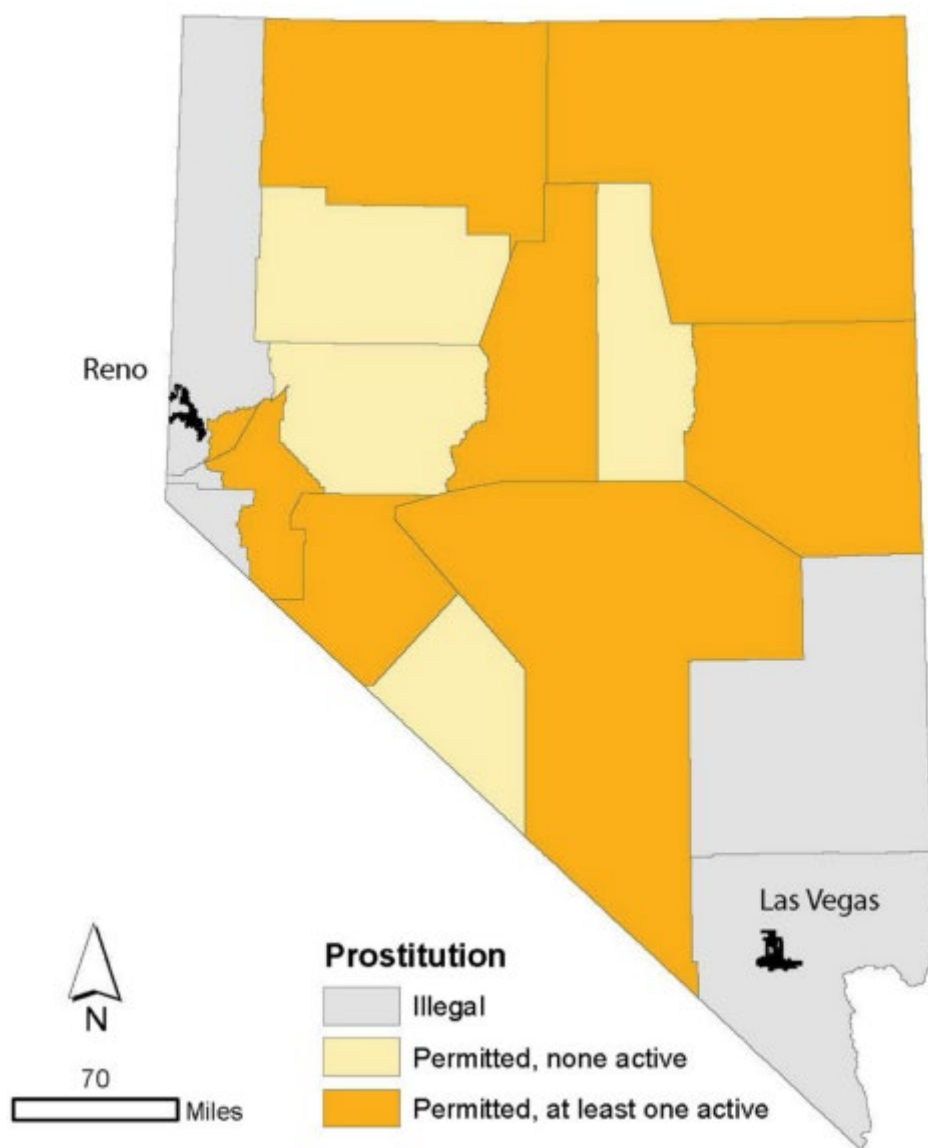 Reno
Las Vegas
Prostitution
Illegal
Permitted, none active
Permitted, at least one active
N
70
Miles